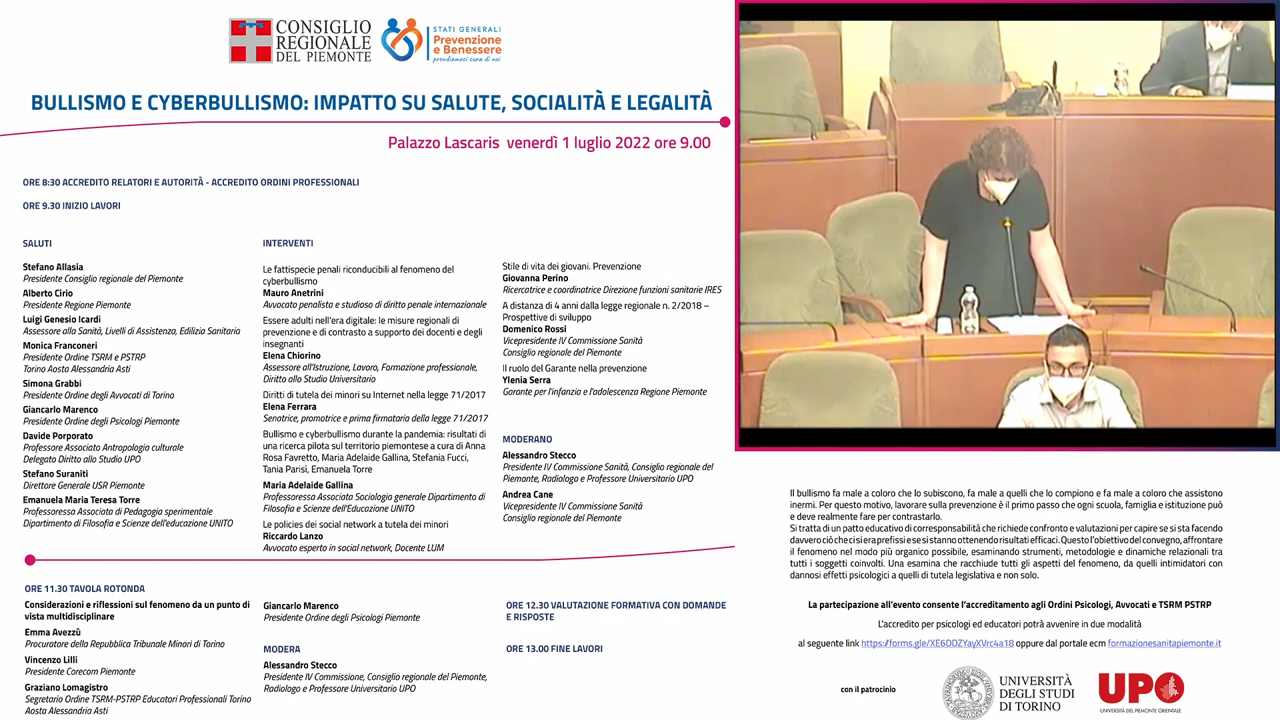 CONSIGLIO
REGIONALE
DEL PIEMONTE
STATI GENERALI
Prevenzione
e Benessere
prendiamoci cura di noi
BULLISMO E CYBERBULLISMO: IMPATTO SU SALUTE, SOCIALITÀ E LEGALITÀ
Palazzo Lascaris venerdì 1 luglio 2022 ore 9.00
ORE 8:30 ACCREDITO RELATORI E AUTORITÀ - ACCREDITO ORDINI PROFESSIONALI
ORE 9.30 INIZIO LAVORI
SALUTI
Stefano Allasia
Presidente Consiglio regionale del Piemonte
Alberto Cirio
Presidente Regione Piemonte
Luigi Genesio Icardi
Assessore alla Sanità, Livelli di Assistenza, Edilizia Sanitaria
Monica Franconeri
Presidente Ordine TSRM e PSTRP
Torino Aosta Alessandria Asti
Simona Grabbi
Presidente Ordine degli Avvocati di Torino
Giancarlo Marenco
Presidente Ordine degli Psicologi Piemonte
Davide Porporato
Professore Associato Antropologia culturale
Delegato Diritto allo Studio UPO
Stefano Suraniti
Direttore Generale USR Piemonte
Emanuela Maria Teresa Torre
Professoressa Associata di Pedagogia sperimentale
Dipartimento di Filosofia e Scienze dell'educazione UNITO
INTERVENTI
Le fattispecie penali riconducibili al fenomeno del
cyberbullismo
Mauro Anetrini
Avvocato penalista e studioso di diritto penale internazionale
Essere adulti nell'era digitale: le misure regionali di
prevenzione e di contrasto a supporto dei docenti e degli
insegnanti
Elena Chiorino
Assessore all'Istruzione, Lavoro, Formazione professionale,
Diritto allo Studio Universitario
Diritti di tutela dei minori su Internet nella legge 71/2017
Elena Ferrara
Senatrice, promotrice e prima firmataria della legge 71/2017
Bullismo e cyberbullismo durante la pandemia: risultati di
una ricerca pilota sul territorio piemontese a cura di Anna
Rosa Favretto, Maria Adelaide Gallina, Stefania Fucci,
Tania Parisi, Emanuela Torre
Maria Adelaide Gallina
Professoressa Associata Sociologia generale Dipartimento di
Filosofia e Scienze dell'Educazione UNITO
Le policies dei social network a tutela dei minori
Riccardo Lanzo
Avvocato esperto in social network, Docente LUM
Stile di vita dei giovani. Prevenzione
Giovanna Perino
Ricercatrice e coordinatrice Direzione funzioni sanitarie IRES
A distanza di 4 anni dalla legge regionale n. 2/2018 –
Prospettive di sviluppo
Domenico Rossi
Vicepresidente IV Commissione Sanità
Consiglio regionale del Piemonte
Il ruolo del Garante nella prevenzione
Ylenia Serra
Garante per l'infanzia e l'adolescenza Regione Piemonte
MODERANO
Alessandro Stecco
Presidente IV Commissione Sanità, Consiglio regionale del
Piemonte, Radiologo e Professore Universitario UPO
Andrea Cane
Vicepresidente IV Commissione Sanità
Consiglio regionale del Piemonte
ORE 11.30 TAVOLA ROTONDA
Considerazioni e riflessioni sul fenomeno da un punto di
vista multidisciplinare
Emma Avezzù
Procuratore della Repubblica Tribunale Minori di Torino
Vincenzo Lilli
Presidente Corecom Piemonte
Graziano Lomagistro
Segretario Ordine TSRM-PSTRP Educatori Professionali Torino
Aosta Alessandria Asti
Giancarlo Marenco
Presidente Ordine degli Psicologi Piemonte
MODERA
Alessandro Stecco
Presidente IV Commissione, Consiglio regionale del Piemonte,
Radiologo e Professore Universitario UPO
ORE 12.30 VALUTAZIONE FORMATIVA CON DOMANDE
E RISPOSTE
ORE 13.00 FINE LAVORI
Il bullismo fa male a coloro che lo subiscono, fa male a quelli che lo compiono e fa male a coloro che assistono
inermi. Per questo motivo, lavorare sulla prevenzione è il primo passo che ogni scuola, famiglia e istituzione può
e deve realmente fare per contrastarlo.
Si tratta di un patto educativo di corresponsabilità che richiede confronto e valutazioni per capire se si sta facendo
davvero ciò che ci si era prefissi e se si stanno ottenendo risultati efficaci. Questo l'obiettivo del convegno, affrontare
il fenomeno nel modo più organico possibile, esaminando strumenti, metodologie e dinamiche relazionali tra
tutti i soggetti coinvolti. Una esamina che racchiude tutti gli aspetti del fenomeno, da quelli intimidatori con
dannosi effetti psicologici a quelli di tutela legislativa e non solo.
La partecipazione all'evento consente l'accreditamento agli Ordini Psicologi, Avvocati e TSRM PSTRP
L'accredito per psicologi ed educatori potrà avvenire in due modalità
al seguente link https://forms.gle/XE6DDZYayXVrc4a18 oppure dal portale ecm formazionesanitapiemonte.it
con il patrocinio
UNIVERSITÀ
DEGLI STUDI
DI TORINO
UPO
UNIVERSITÀ DEL PIEMONTE ORIENTALE